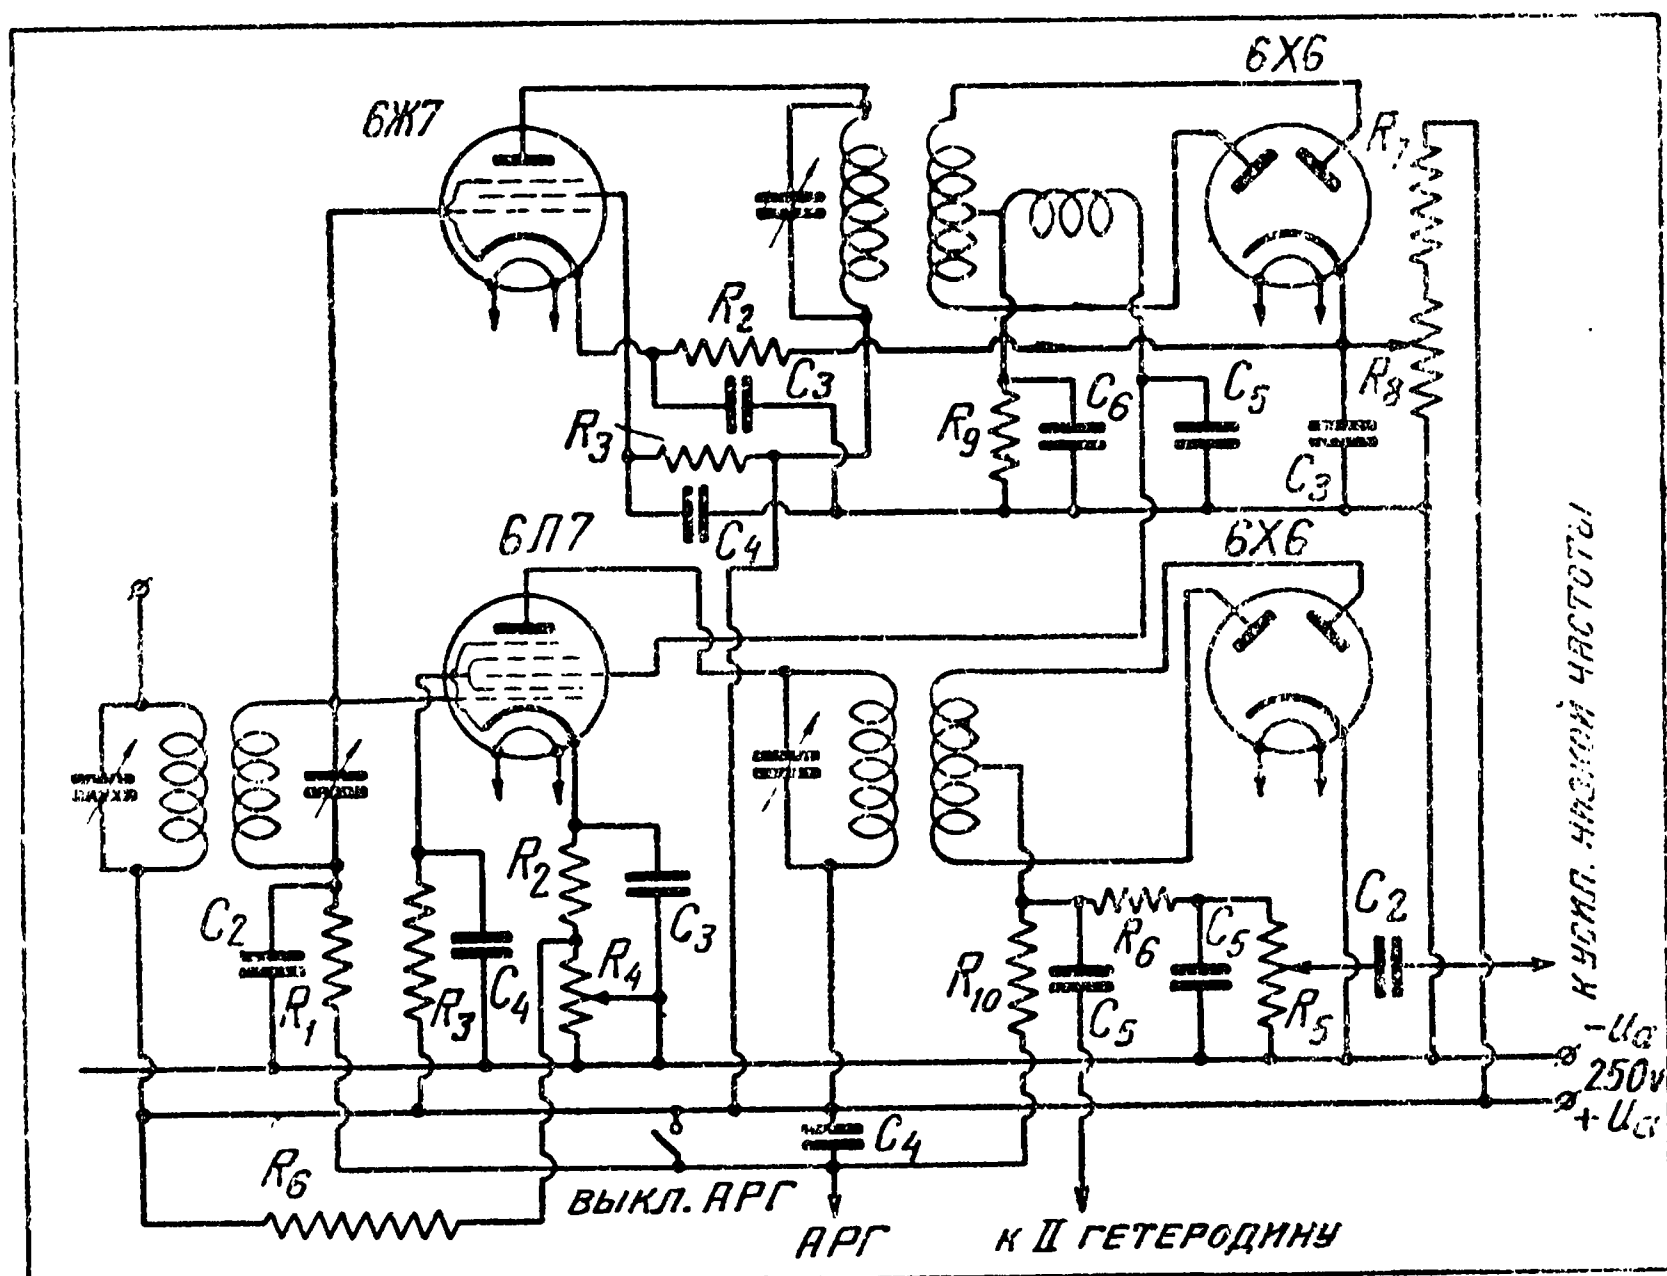 6Х6
6Ж7
R7
R2
C3
R8
C6
C5
R9
R3
C3
C4
6Л7
6Х6
К УСИЛ. НИЗКОЙ ЧАСТОТЫ
R2
C2
C2
C3
C5
R6
R4
R10
C4
R3
R1
C5
R5
-Ua
250v
+Ua
C4
R6
ВЫКЛ. АРГ
АРГ
К II ГЕТЕРОДИНУ